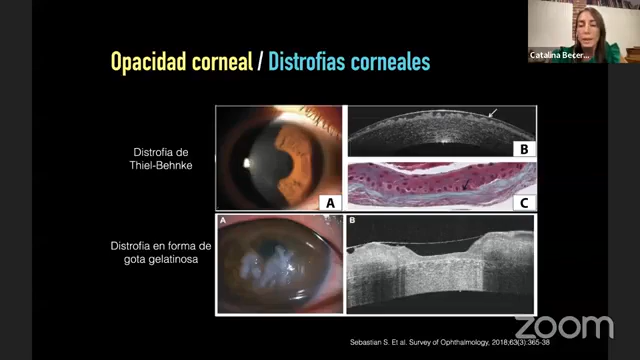 Catalina Becer...
Opacidad corneal / Distrofias corneales
Distrofia de
Thiel-Behnke
A
B
C
Distrofia en forma de
gota gelatinosa
A
B
Sebastian S. Et al. Survey of Ophthalmology, 2018,63(3):365-38
zoom